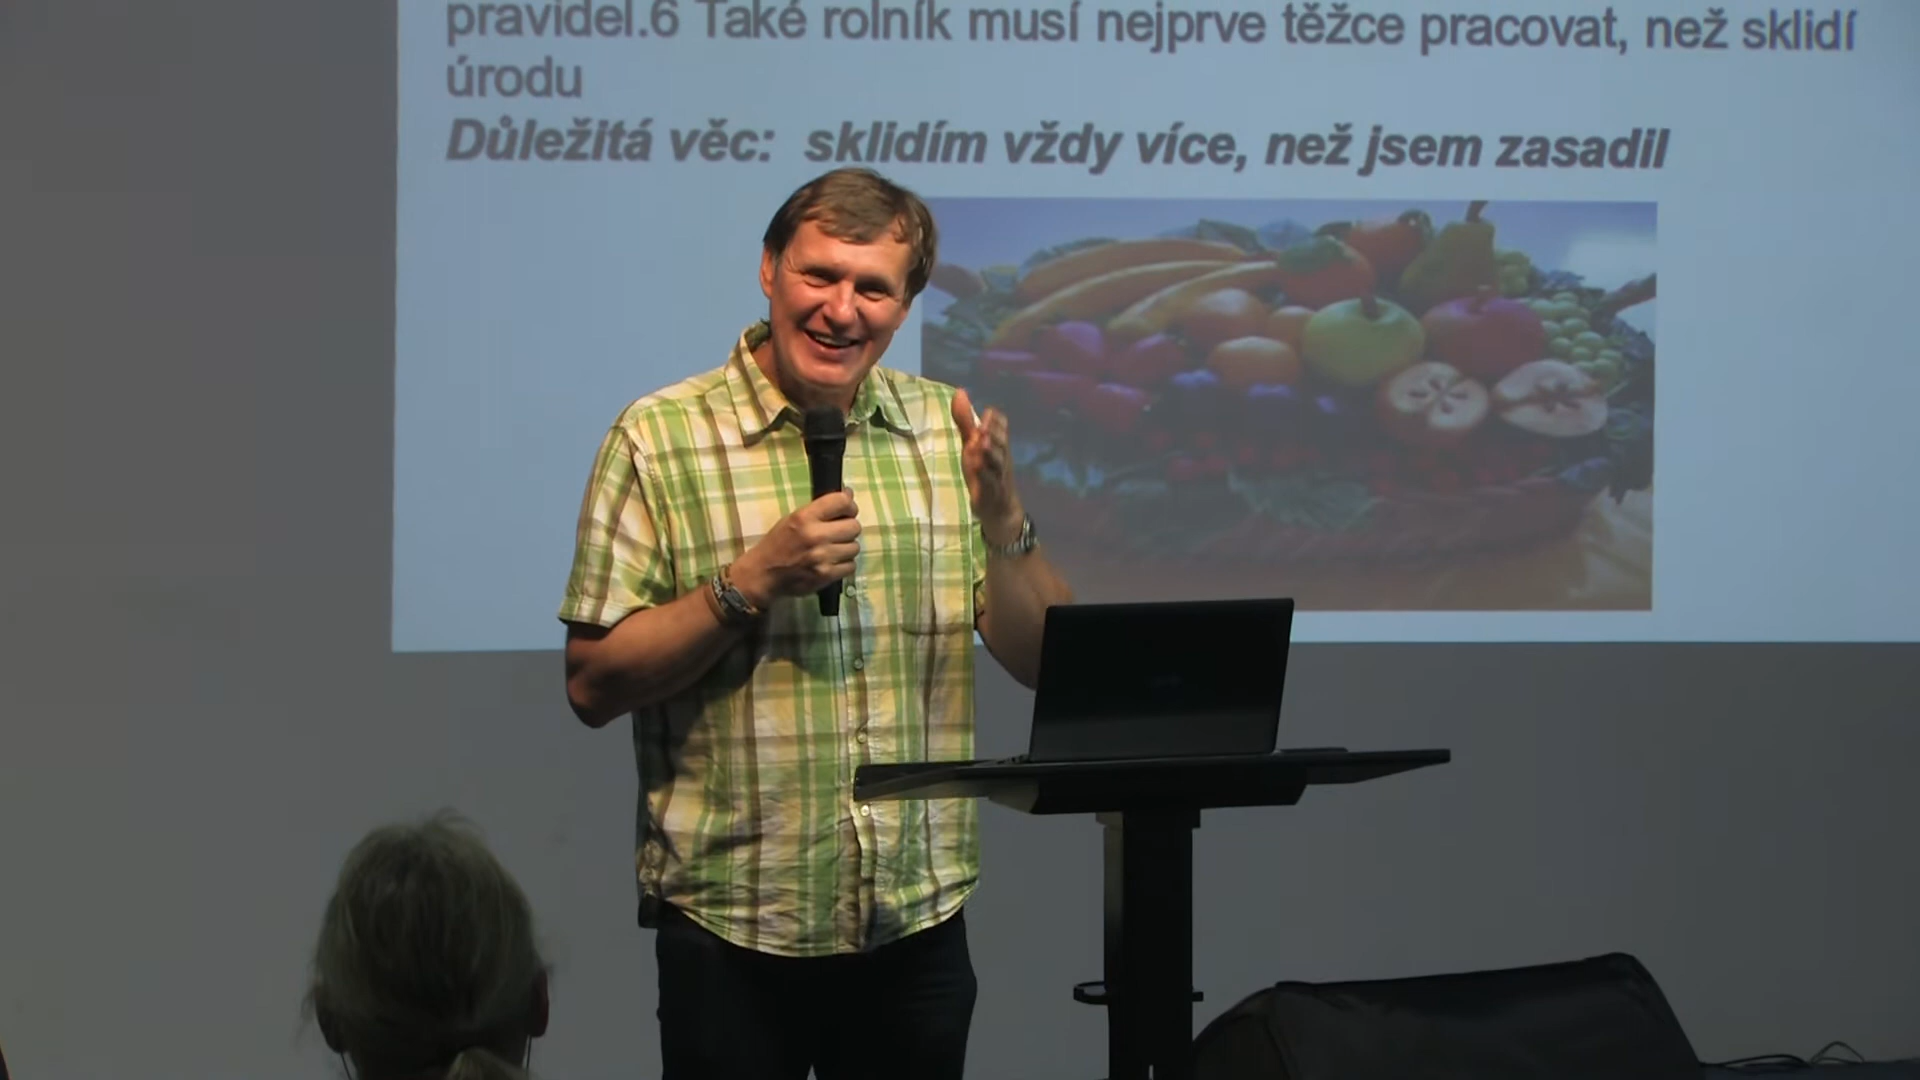 pravidel.6 Také rolník musí nejprve těžce pracovat, než sklidí
úrodu
Důležitá věc: sklidím vždy více, než jsem zasadil